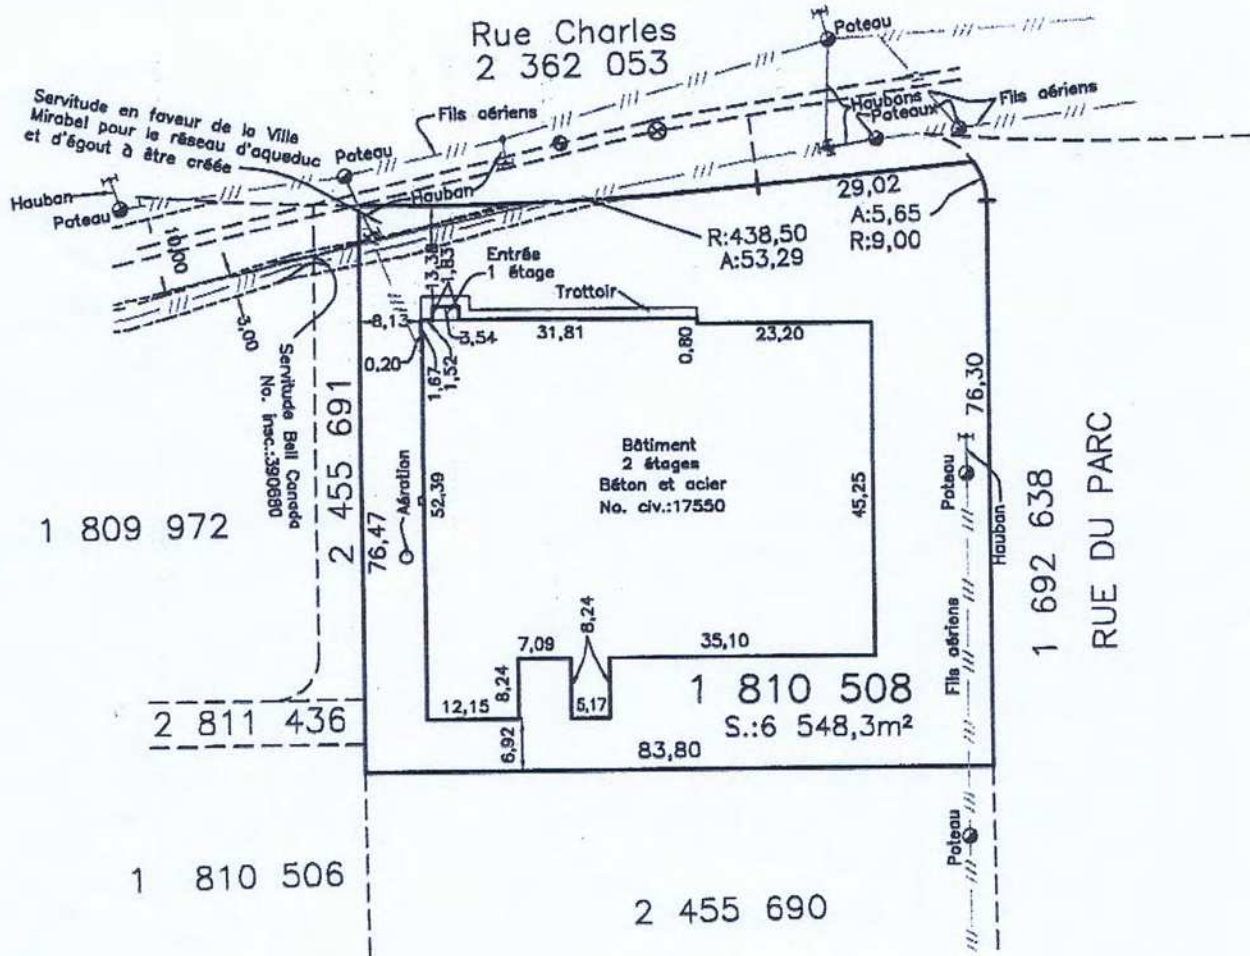 Rue Charles
2 362 053
Poteau
Servitude en faveur de la Ville
Mirabel pour le réseau d'aqueduc
et d'égout à être créée
Fils aériens
Haubans
Poteaux
Fils aériens
Poteau
Hauban
Poteau
Hauban
10,00
3,00
29,02
A:5,65
R:9,00
R:438,50
A:53,29
13,38
1,83
Entrée
1 étage
Trottoir
8,13
3,54
31,81
0,80
23,20
0,20
1,67
1,52
Servitude Bell Canada
No. insc.:390680
2 455 691
76,47
Aération
52,39
Bâtiment
2 étages
Béton et acier
No. civ.:17550
45,25
76,30
Poteau
Hauban
1 692 638
RUE DU PARC
1 809 972
Fils aériens
8,24
7,09
35,10
8,24
12,15
5,17
1 810 508
S.:6 548,3m²
2 811 436
6,92
83,80
Poteau
1 810 506
2 455 690